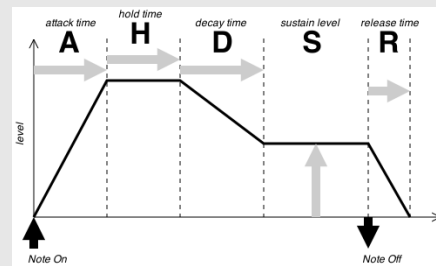 attack time
hold time
decay time
sustain level
release time
A
H
D
S
R
level
Note On
Note Off